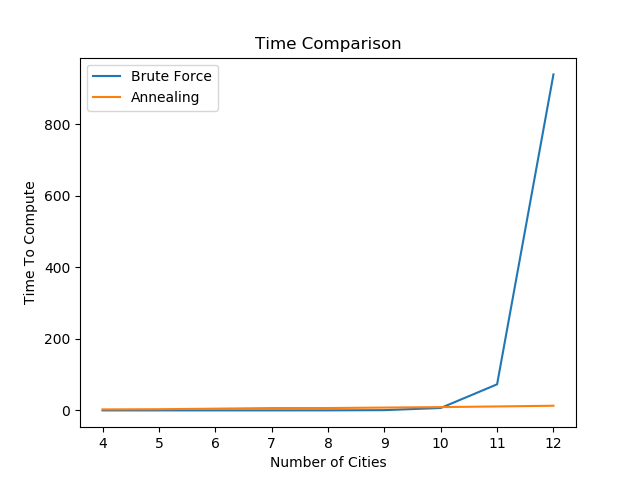 Time Comparison
Brute Force
Annealing
800
600
400
200
0
Time To Compute
4 5 6 7 8 9 10 11 12
Number of Cities